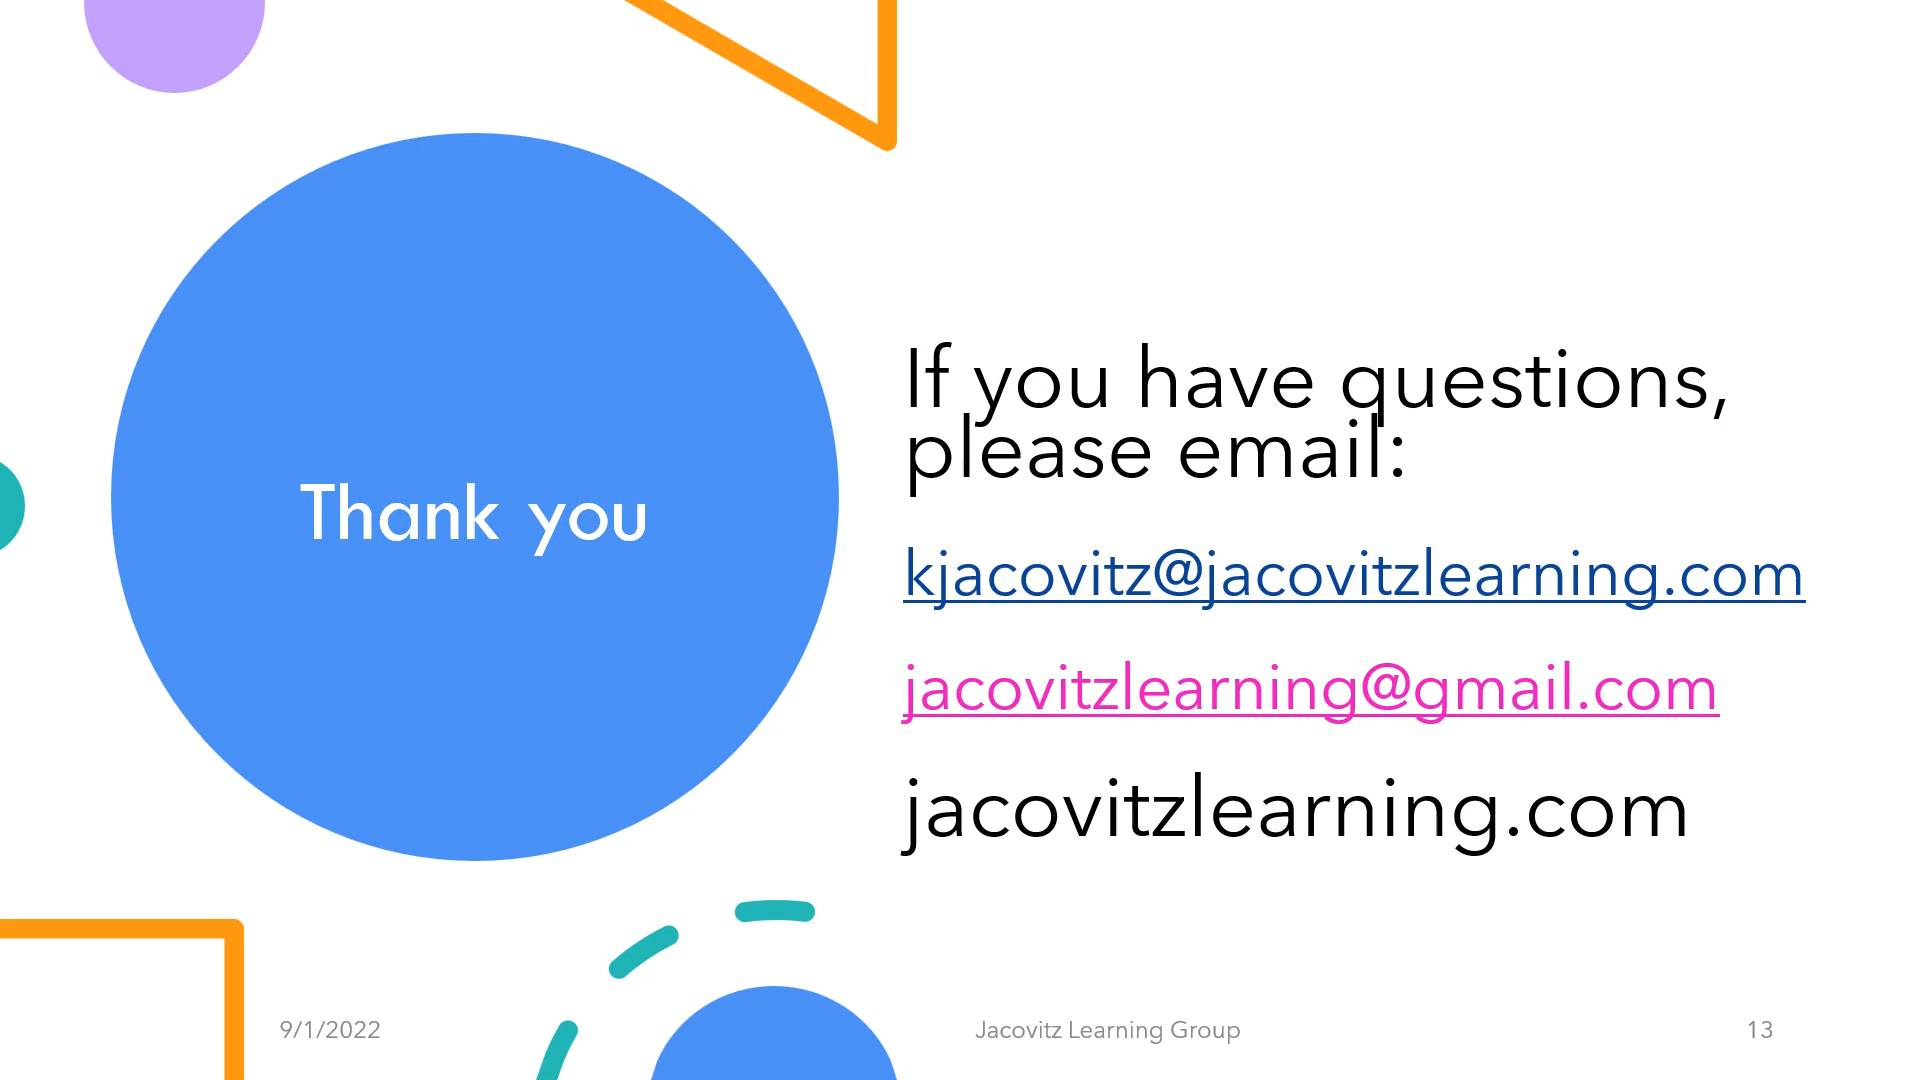 Thank you
If you have questions,
please email:
kjacovitz@jacovitzlearning.com
jacovitzlearning@gmail.com
jacovitzlearning.com
9/1/2022
Jacovitz Learning Group
13